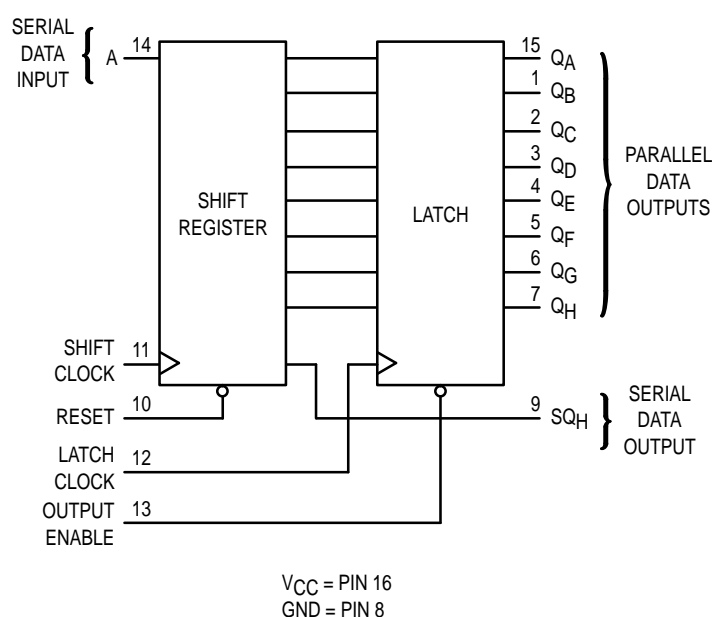 SERIAL
DATA
INPUT
A
14
SHIFT
REGISTER
LATCH
15
QA
1
QB
2
QC
3
QD
4
QE
5
QF
6
QG
7
QH
PARALLEL
DATA
OUTPUTS
SHIFT
CLOCK
11
RESET
10
LATCH
CLOCK
12
OUTPUT
ENABLE
13
9
SQH
SERIAL
DATA
OUTPUT
VCC = PIN 16
GND = PIN 8